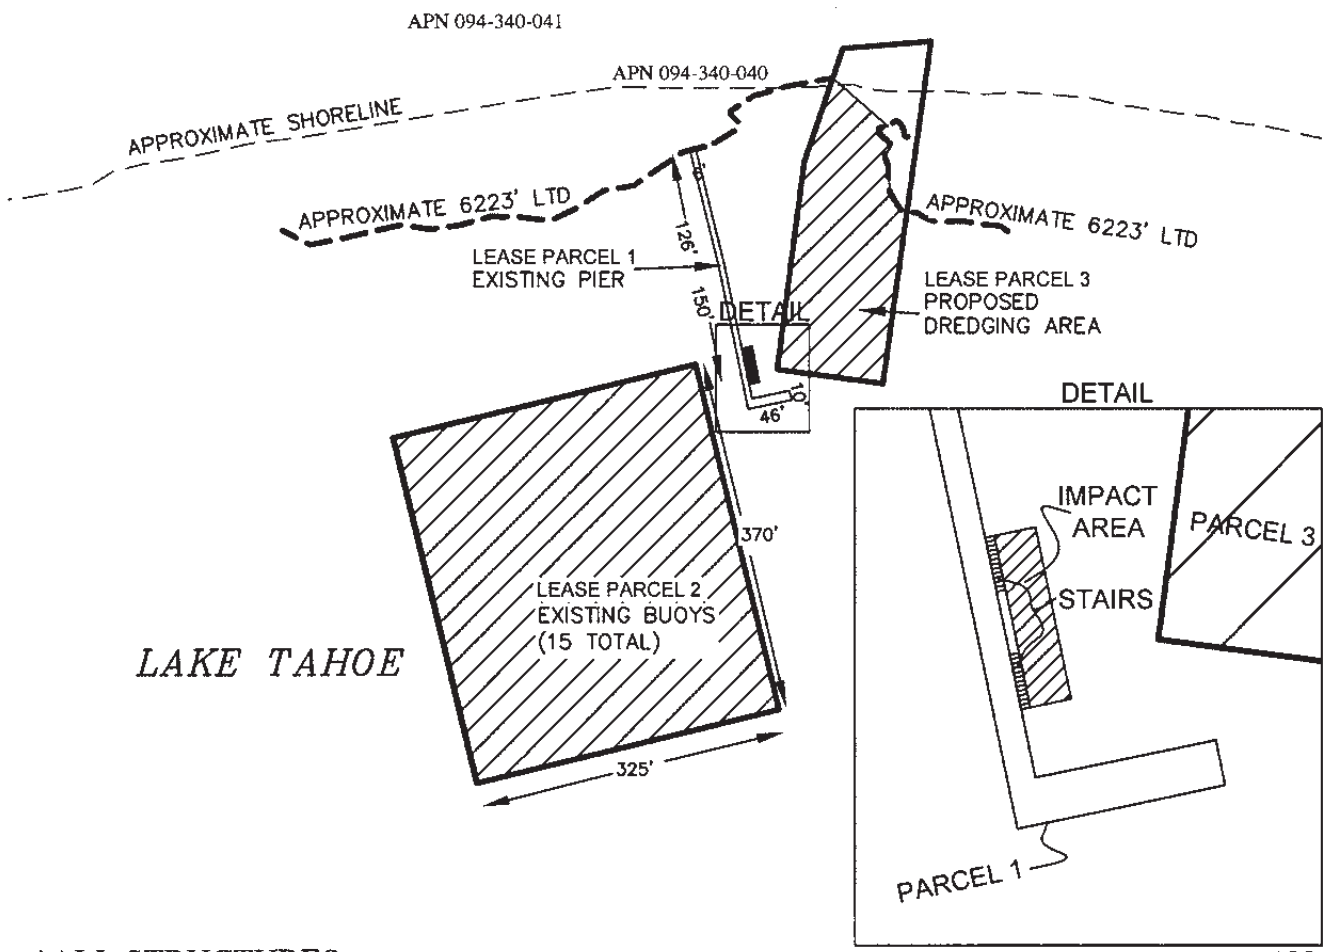 APN 094-340-041
APN 094-340-040
APPROXIMATE SHORELINE
APPROXIMATE 6223' LTD
APPROXIMATE 6223' LTD
126'
LEASE PARCEL 1
EXISTING PIER
150'
DETAIL
LEASE PARCEL 3
PROPOSED
DREDGING AREA
10'
46'
DETAIL
IMPACT
AREA
PARCEL 3
STAIRS
370'
LEASE PARCEL 2
EXISTING BUOYS
(15 TOTAL)
LAKE TAHOE
325'
PARCEL 1